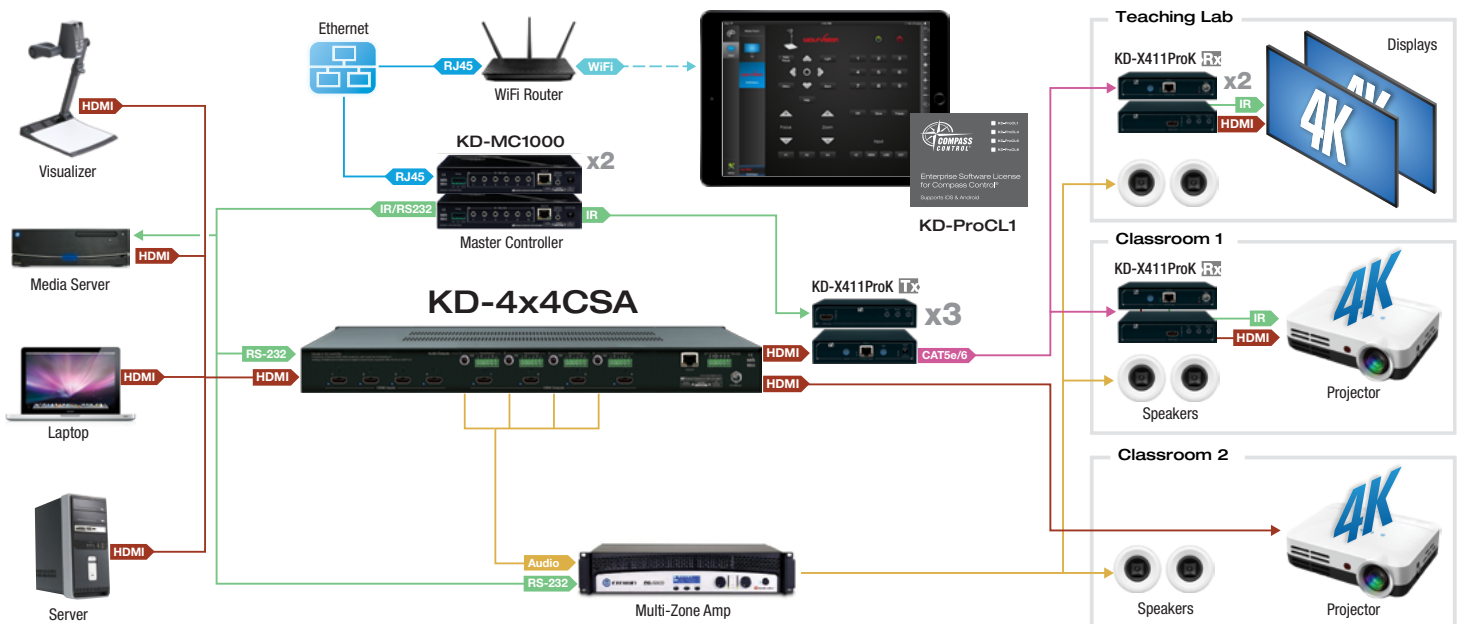 Visualizer
HDMI
Media Server
HDMI
Laptop
HDMI
Server
HDMI
Ethernet
RJ45
WiFi Router
WiFi
KD-MC1000
x2
RJ45
IR/RS232
IR
Master Controller
COMPASS
CONTROL
Enterprise Software License
for Compass Control®
Supports iOS & Android
KD-ProCL1
KD-4x4CSA
RS-232
HDMI
HDMI
HDMI
KD-X411ProK Tx
x3
CAT5e/6
Audio
RS-232
Multi-Zone Amp
Teaching Lab
KD-X411ProK Rx
x2
IR
HDMI
Displays
4K
4K
Classroom 1
KD-X411ProK Rx
IR
HDMI
4K
Speakers
Projector
Classroom 2
4K
Speakers
Projector